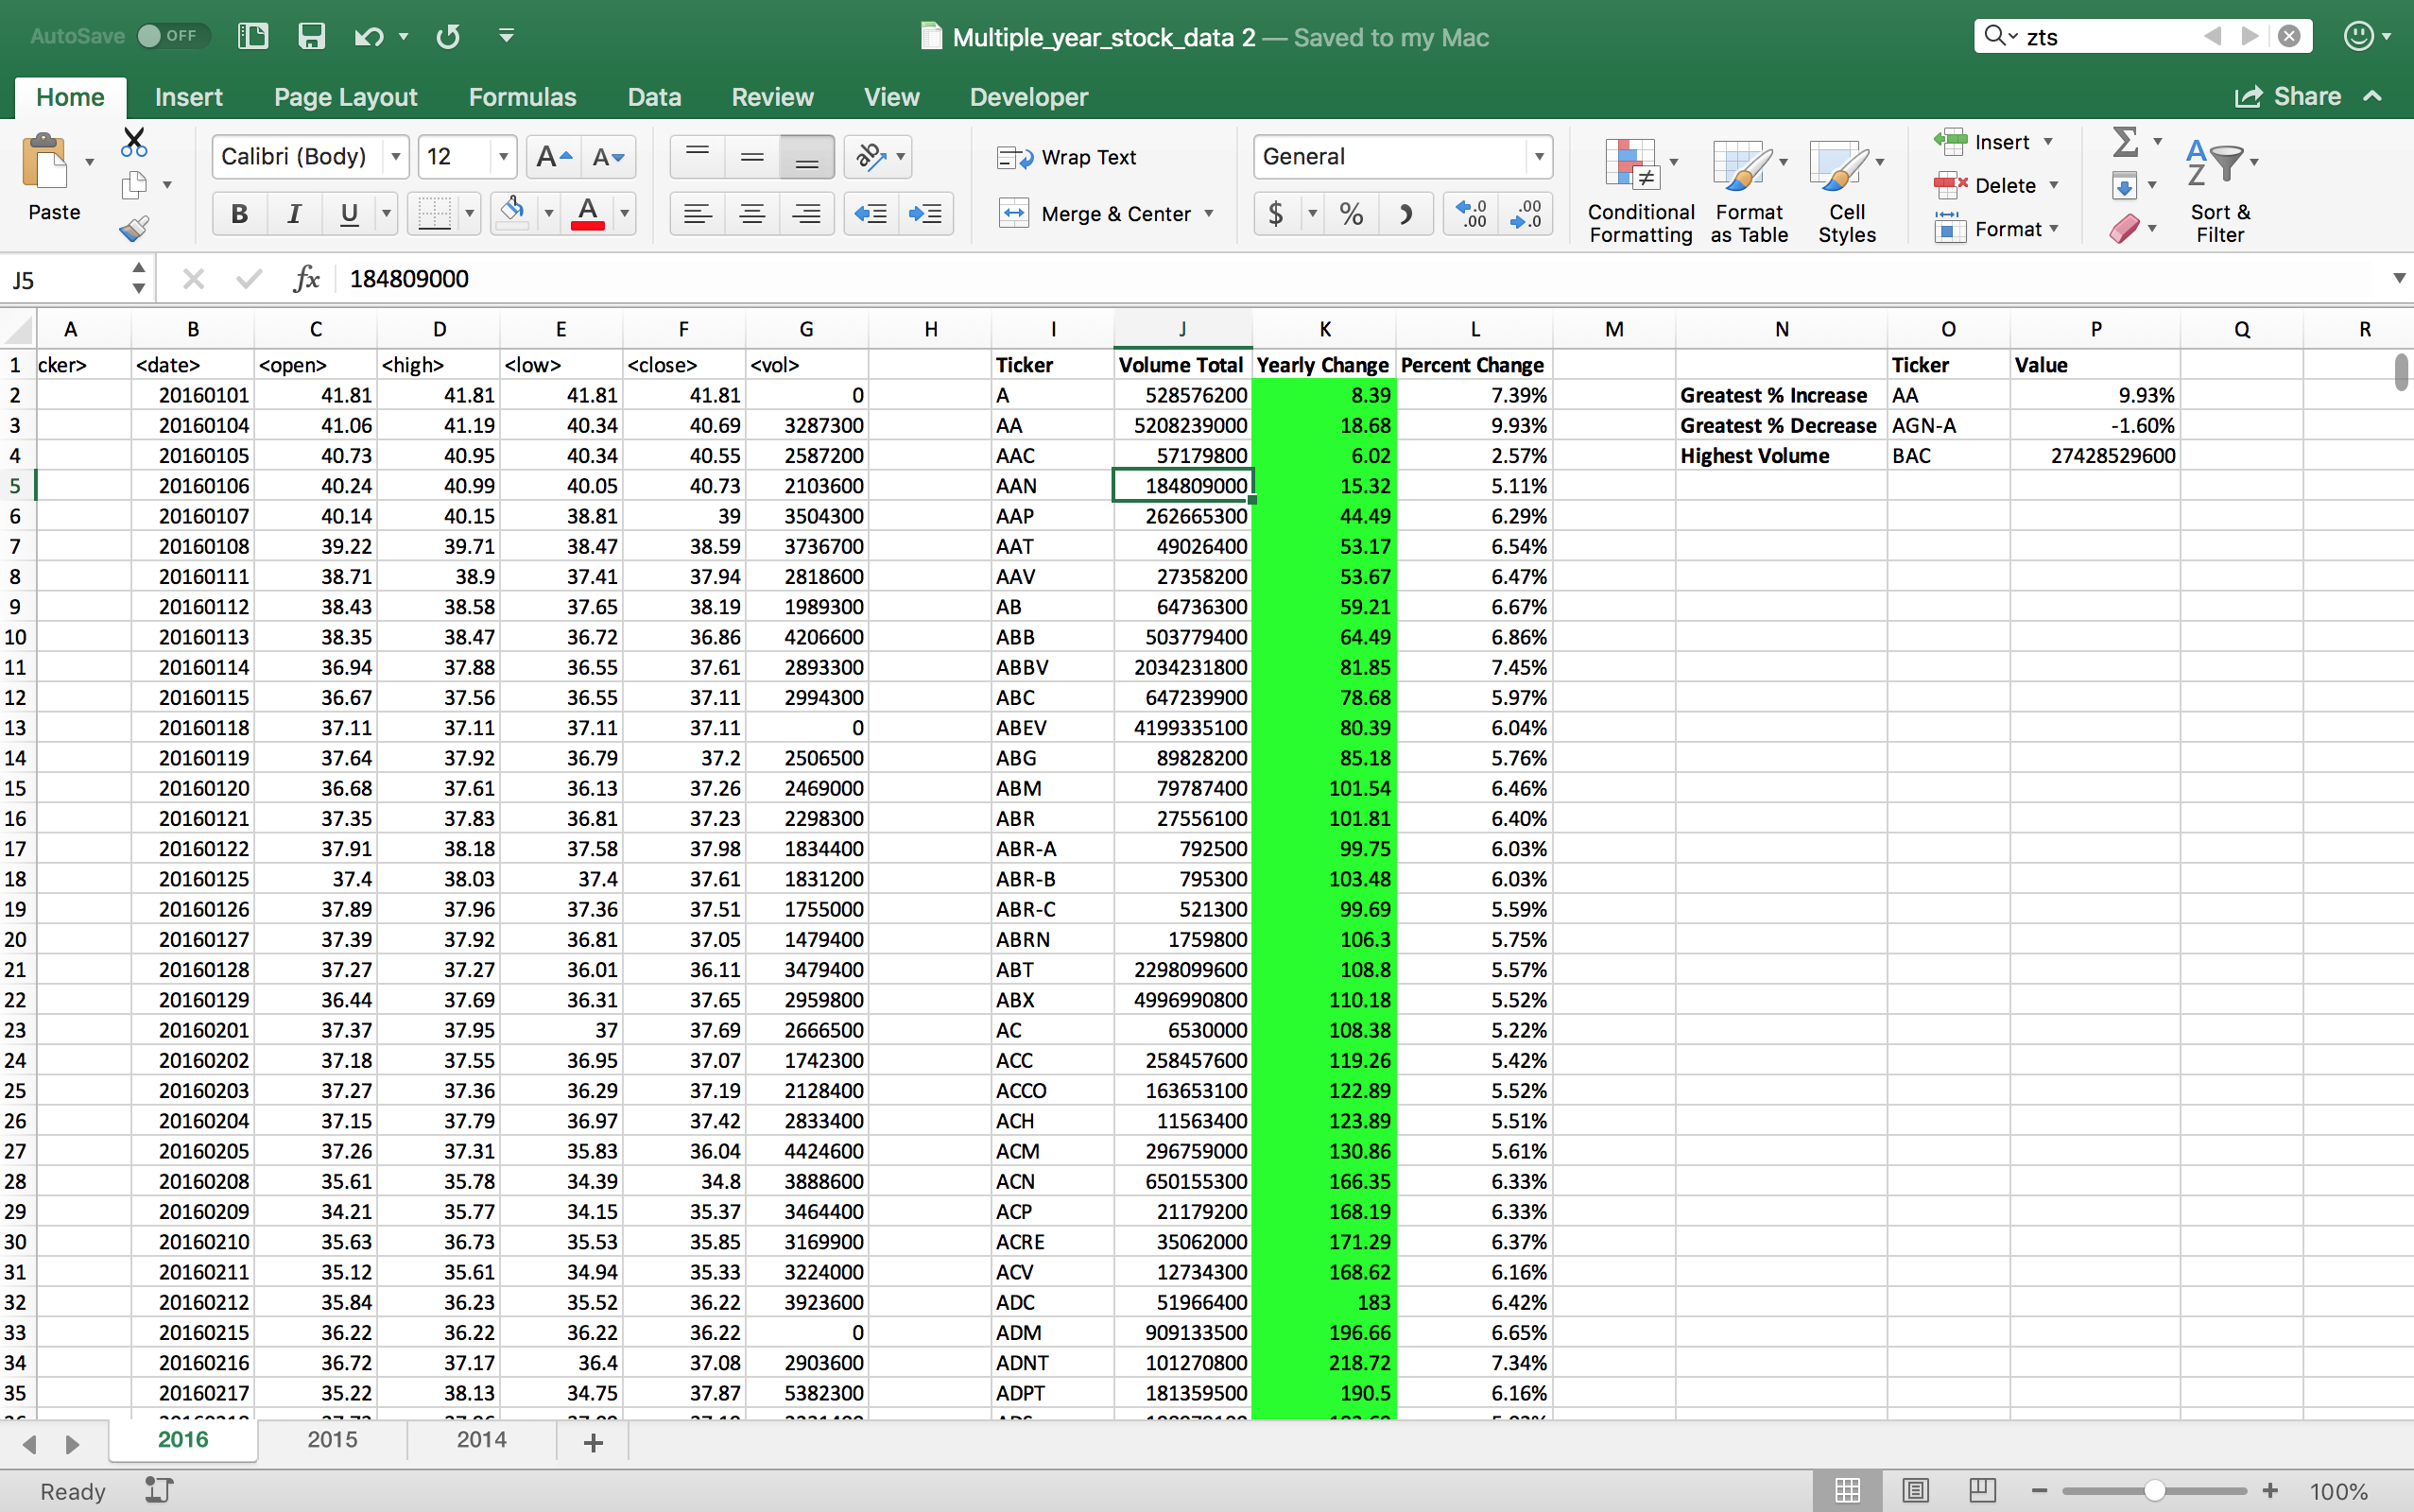 AutoSave OFF Multiple_year_stock_data 2 — Saved to my Mac zts
Home Insert Page Layout Formulas Data Review View Developer Share
Calibri (Body) 12 Wrap Text General Insert
Paste B I U Merge & Center $ % Conditional Formatting Format as Table Cell Styles Delete Format Sort & Filter
J5 fx 184809000
A B C D E F G H I J K L M N O P Q R
1 cker> <date> <open> <high> <low> <close> <vol> Ticker Volume Total Yearly Change Percent Change Ticker Value
2 20160101 41.81 41.81 41.81 41.81 0 A 528576200 8.39 7.39% Greatest % Increase AA 9.93%
3 20160104 41.06 41.19 40.34 40.69 3287300 AA 5208239000 18.68 9.93% Greatest % Decrease AGN-A -1.60%
4 20160105 40.73 40.95 40.34 40.55 2587200 AAC 57179800 6.02 2.57% Highest Volume BAC 27428529600
5 20160106 40.24 40.99 40.05 40.73 2103600 AAN 184809000 15.32 5.11%
6 20160107 40.14 40.15 38.81 39 3504300 AAP 262665300 44.49 6.29%
7 20160108 39.22 39.71 38.47 38.59 3736700 AAT 49026400 53.17 6.54%
8 20160111 38.71 38.9 37.41 37.94 2818600 AAV 27358200 53.67 6.47%
9 20160112 38.43 38.58 37.65 38.19 1989300 AB 64736300 59.21 6.67%
10 20160113 38.35 38.47 36.72 36.86 4206600 ABB 503779400 64.49 6.86%
11 20160114 36.94 37.88 36.55 37.61 2893300 ABBV 2034231800 81.85 7.45%
12 20160115 36.67 37.56 36.55 37.11 2994300 ABC 647239900 78.68 5.97%
13 20160118 37.11 37.11 37.11 37.11 0 ABEV 4199335100 80.39 6.04%
14 20160119 37.64 37.92 36.79 37.2 2506500 ABG 89828200 85.18 5.76%
15 20160120 36.68 37.61 36.13 37.26 2469000 ABM 79787400 101.54 6.46%
16 20160121 37.35 37.83 36.81 37.23 2298300 ABR 27556100 101.81 6.40%
17 20160122 37.91 38.18 37.58 37.98 1834400 ABR-A 792500 99.75 6.03%
18 20160125 37.4 38.03 37.4 37.61 1831200 ABR-B 795300 103.48 6.03%
19 20160126 37.89 37.96 37.36 37.51 1755000 ABR-C 521300 99.69 5.59%
20 20160127 37.39 37.92 36.81 37.05 1479400 ABRN 1759800 106.3 5.75%
21 20160128 37.27 37.27 36.01 36.11 3479400 ABT 2298099600 108.8 5.57%
22 20160129 36.44 37.69 36.31 37.65 2959800 ABX 4996990800 110.18 5.52%
23 20160201 37.37 37.95 37 37.69 2666500 AC 6530000 108.38 5.22%
24 20160202 37.18 37.55 36.95 37.07 1742300 ACC 258457600 119.26 5.42%
25 20160203 37.27 37.36 36.29 37.19 2128400 ACCO 163653100 122.89 5.52%
26 20160204 37.15 37.79 36.97 37.42 2833400 ACH 11563400 123.89 5.51%
27 20160205 37.26 37.31 35.83 36.04 4424600 ACM 296759000 130.86 5.61%
28 20160208 35.61 35.78 34.39 34.8 3888600 ACN 650155300 166.35 6.33%
29 20160209 34.21 35.77 34.15 35.37 3464400 ACP 21179200 168.19 6.33%
30 20160210 35.63 36.73 35.53 35.85 3169900 ACRE 35062000 171.29 6.37%
31 20160211 35.12 35.61 34.94 35.33 3224000 ACV 12734300 168.62 6.16%
32 20160212 35.84 36.23 35.52 36.22 3923600 ADC 51966400 183 6.42%
33 20160215 36.22 36.22 36.22 36.22 0 ADM 909133500 196.66 6.65%
34 20160216 36.72 37.17 36.4 37.08 2903600 ADNT 101270800 218.72 7.34%
35 20160217 35.22 38.13 34.75 37.87 5382300 ADPT 181359500 190.5 6.16%
2016 2015 2014 +
Ready 100%